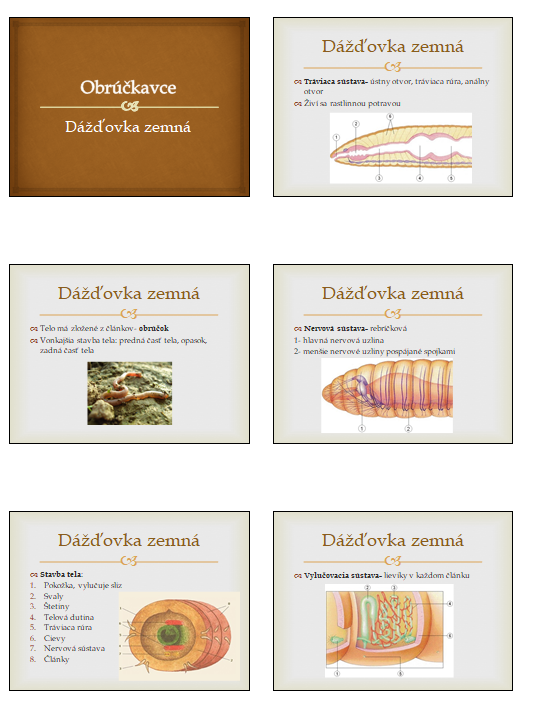 Obrúčkavce
Dážďovka zemná
Dážďovka zemná
Tráviaca sústava- ústny otvor, tráviaca rúra, análny
otvor
Živí sa rastlinnou potravou
1
2
6
3
4
5
Dážďovka zemná
Telo má zložené z článkov- obrúčok
Vonkajšia stavba tela: predná časť tela, opasok,
zadná časť tela
Dážďovka zemná
Nervová sústava- rebríčková
1- hlavná nervová uzlina
2- menšie nervové uzliny pospájané spojkami
1
2
Dážďovka zemná
Stavba tela:
1. Pokožka, vylučuje sliz
2. Svaly
3. Štetiny
4. Telová dutina
5. Tráviaca rúra
6. Cievy
7. Nervová sústava
8. Články
Dážďovka zemná
Vylučovacia sústava- lieviky v každom článku
2
3
4
1
5